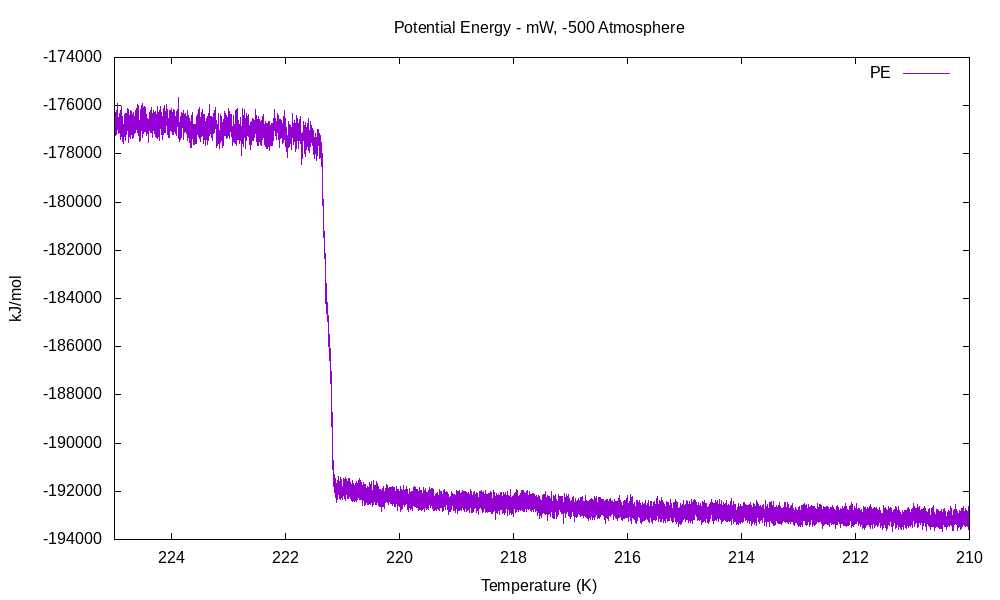 Potential Energy - mW, -500 Atmosphere
PE
-174000
-176000
-178000
-180000
-182000
-184000
-186000
-188000
-190000
-192000
-194000
kJ/mol
224 222 220 218 216 214 212 210
Temperature (K)